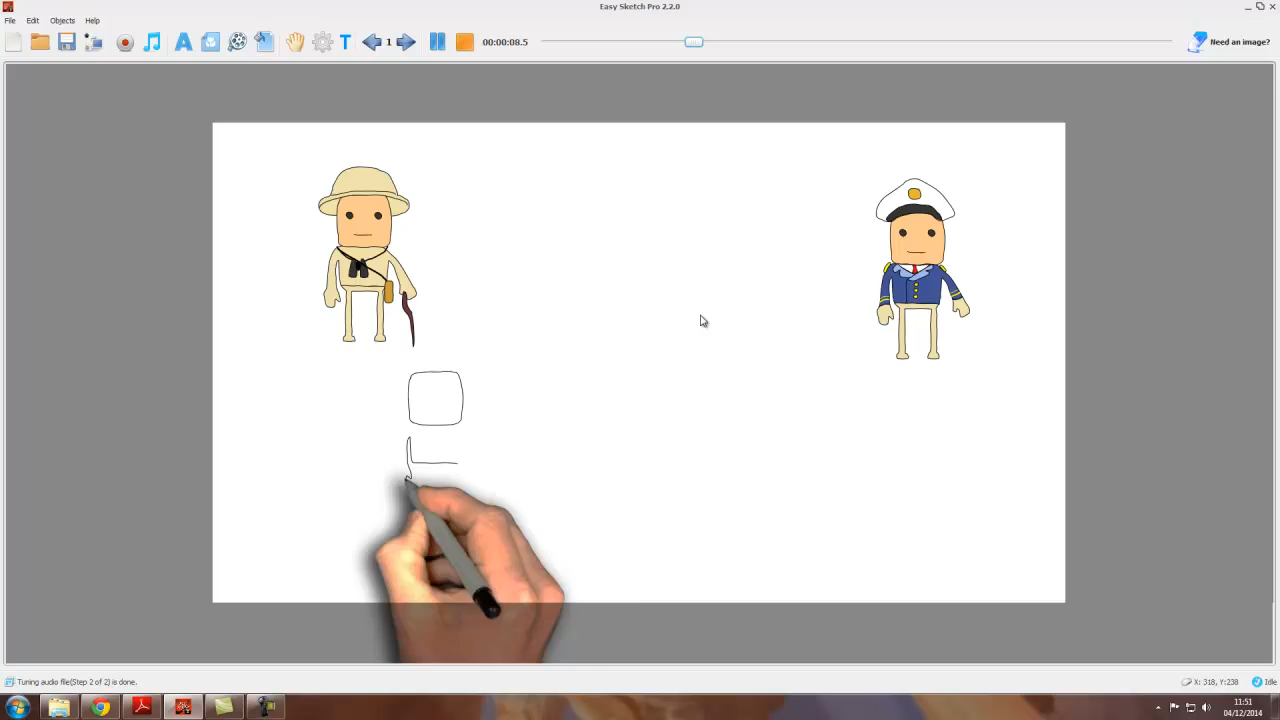 Easy Sketch Pro 2.2.0
File Edit Objects Help
A T 1 00:00:08.5 Need an image?
Tuning audio file(Step 2 of 2) is done. X: 318, Y:238 Idle
11:51
04/12/2014